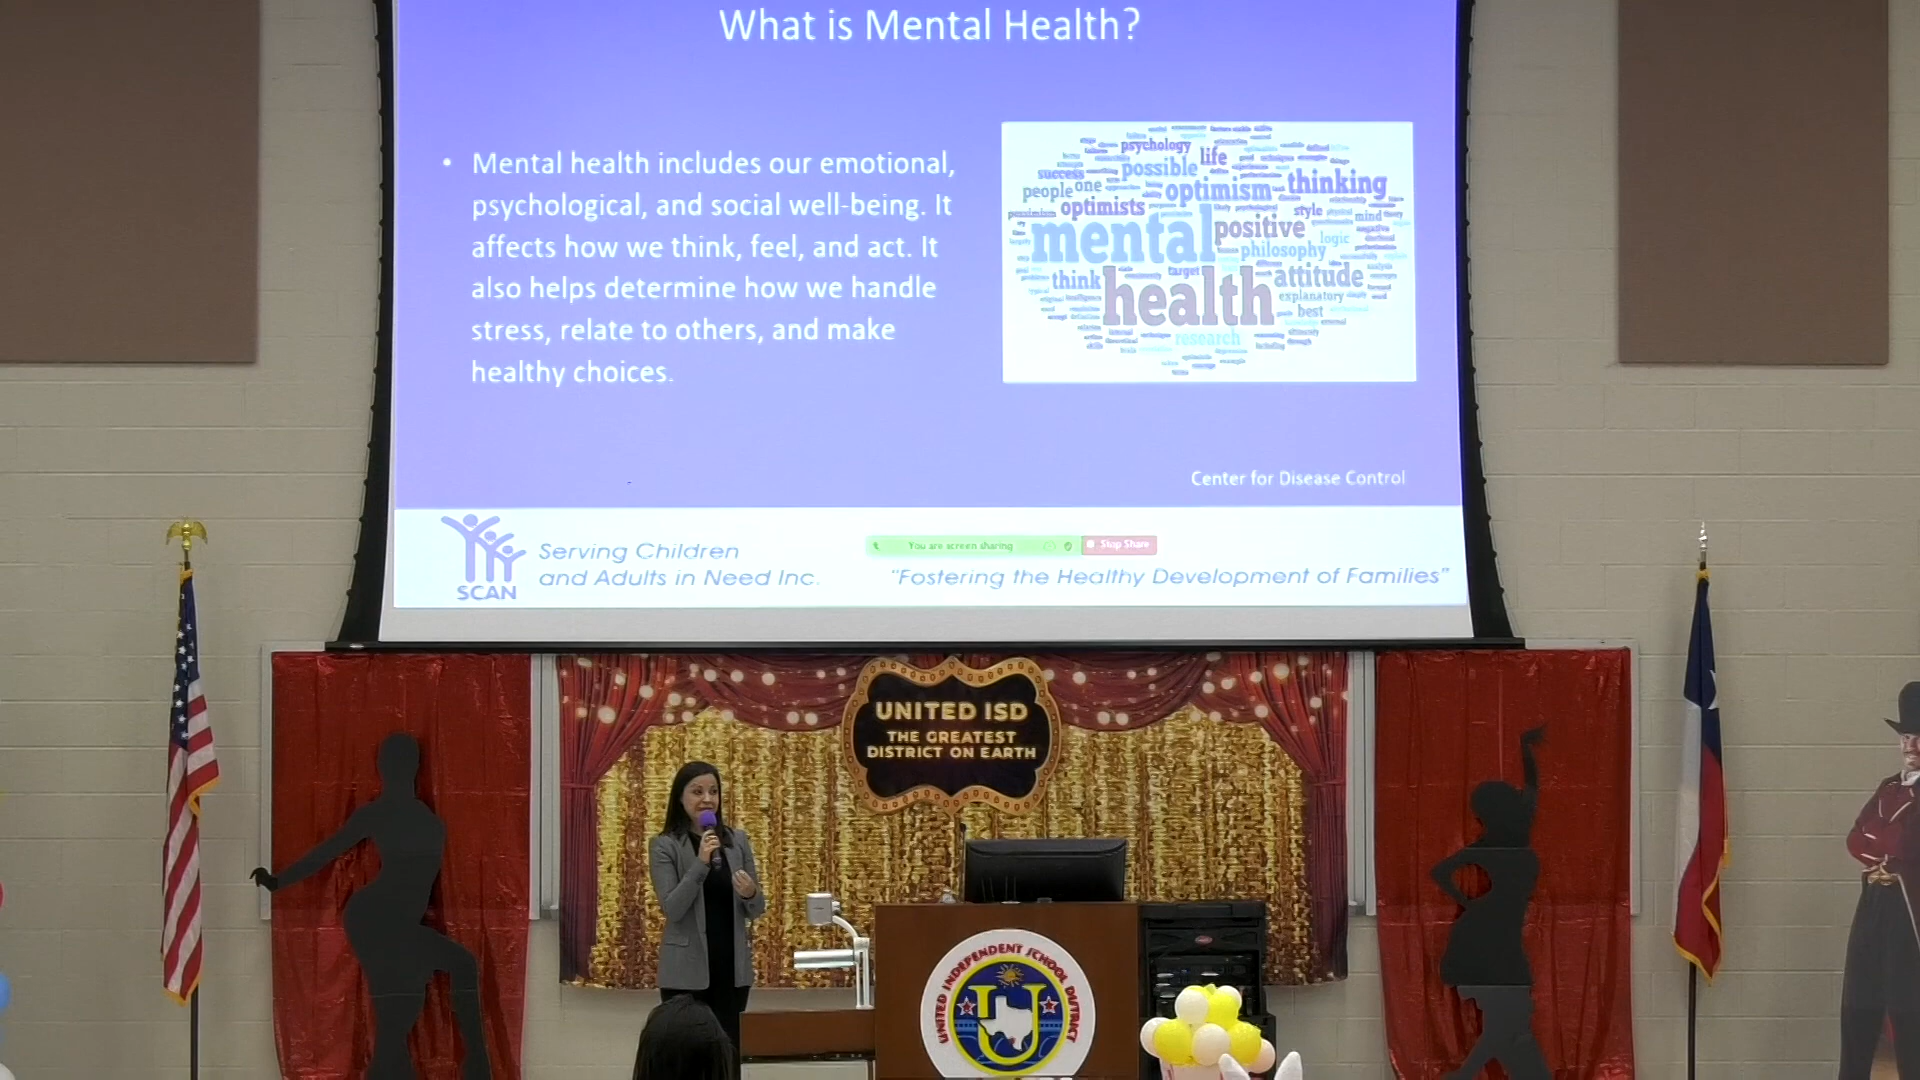 What is Mental Health?
• Mental health includes our emotional,
psychological, and social well-being. It
affects how we think, feel, and act. It
also helps determine how we handle
stress, relate to others, and make
healthy choices.
psychology
life
possible
success
people
one
optimism
thinking
optimists
style
mind
mental
positive
logic
philosophy
think
target
health
attitude
explanatory
best
research
Center for Disease Control
SCAN
Serving Children
and Adults in Need Inc.
You are screen sharing
Stop Share
"Fostering the Healthy Development of Families"
UNITED ISD
THE GREATEST
DISTRICT ON EARTH
UNITED INDEPENDENT SCHOOL DISTRICT
U